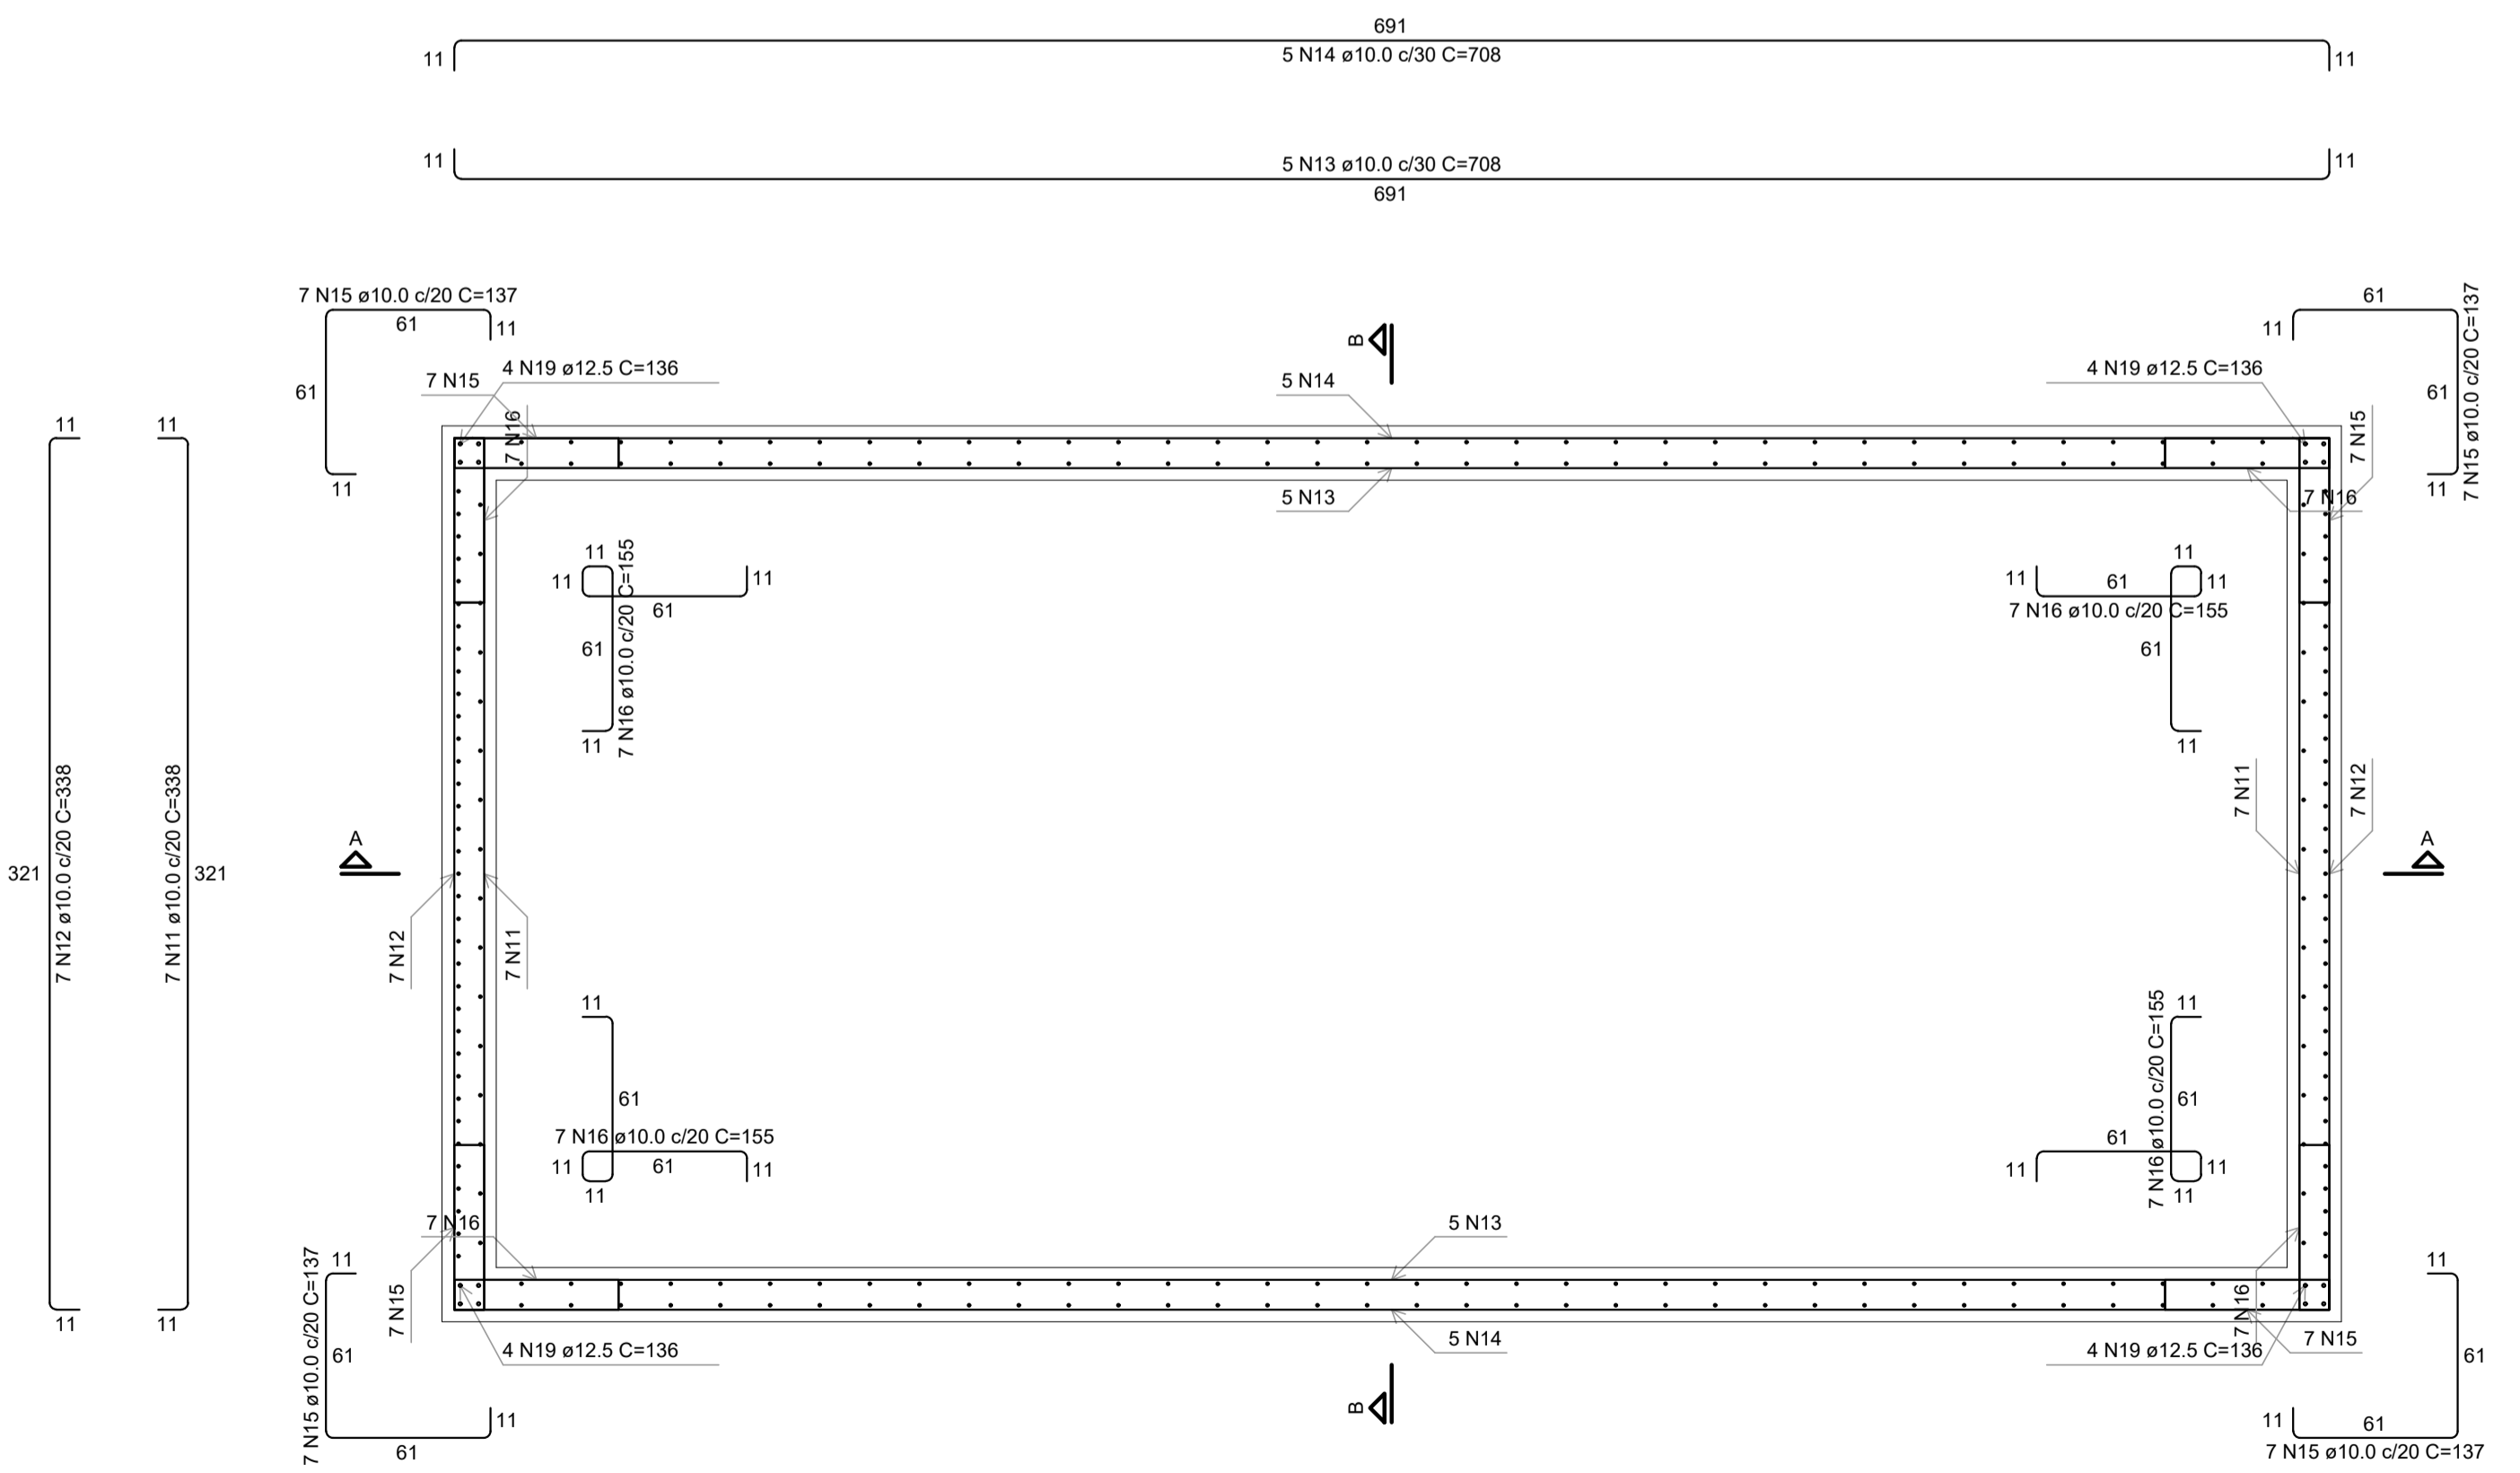 691
11
5 N14 ø10.0 c/30 C=708
11
11
5 N13 ø10.0 c/30 C=708
11
691
7 N15 ø10.0 c/20 C=137
61
11
61
11
4 N19 ø12.5 C=136
7 N15
7 N16
B
5 N14
5 N13
61
11
61
11
7 N15 ø10.0 c/20 C=137
4 N19 ø12.5 C=136
7 N15
7 N16
11
11
321
7 N12 ø10.0 c/20 C=338
11
11
7 N11 ø10.0 c/20 C=338
321
11
11
11
11
61
61
11
7 N16 ø10.0 c/20 C=155
11
11
11
61
7 N16 ø10.0 c/20 C=155
61
11
A
7 N12
7 N11
7 N11
7 N12
A
11
61
7 N16 ø10.0 c/20 C=155
11
61
11
11
11
61
7 N16 ø10.0 c/20 C=155
61
11
11
11
7 N16
7 N15
5 N13
5 N14
11
61
7 N15 ø10.0 c/20 C=137
11
61
4 N19 ø12.5 C=136
B
4 N19 ø12.5 C=136
7 N16
7 N15
11
61
11
61
7 N15 ø10.0 c/20 C=137